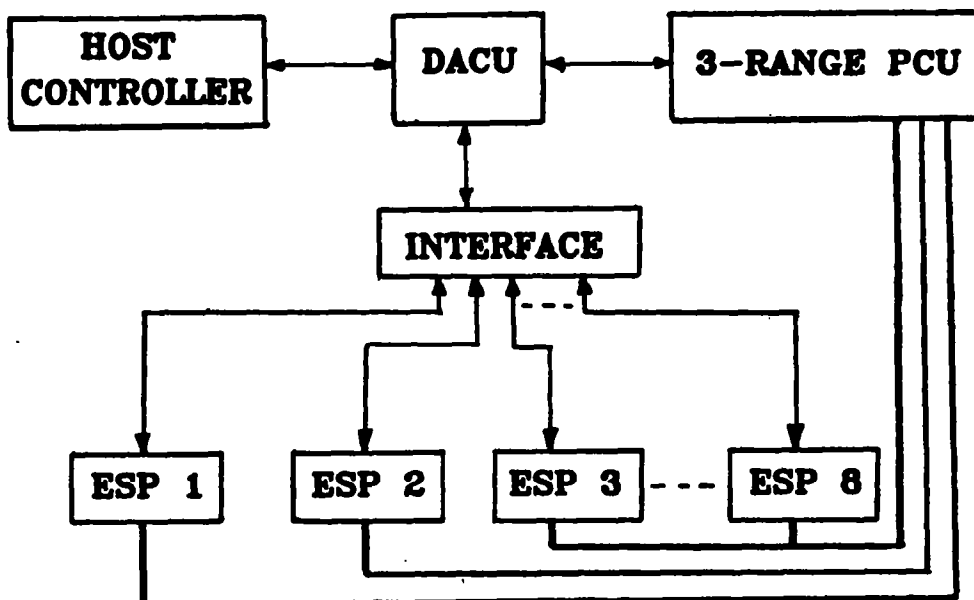 HOST
CONTROLLER
DACU
3-RANGE PCU
INTERFACE
ESP 1
ESP 2
ESP 3
ESP 8